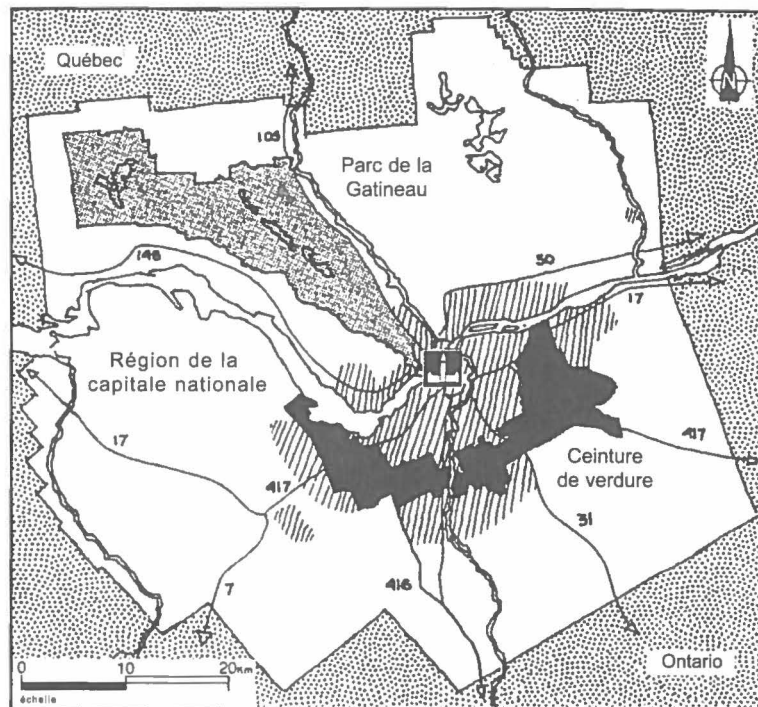 Québec
N
105
Parc de la
Gatineau
148
50
17
Région de la
capitale nationale
17
417
417
Ceinture
de verdure
31
7
416
Ontario
0 10 20км
échelle